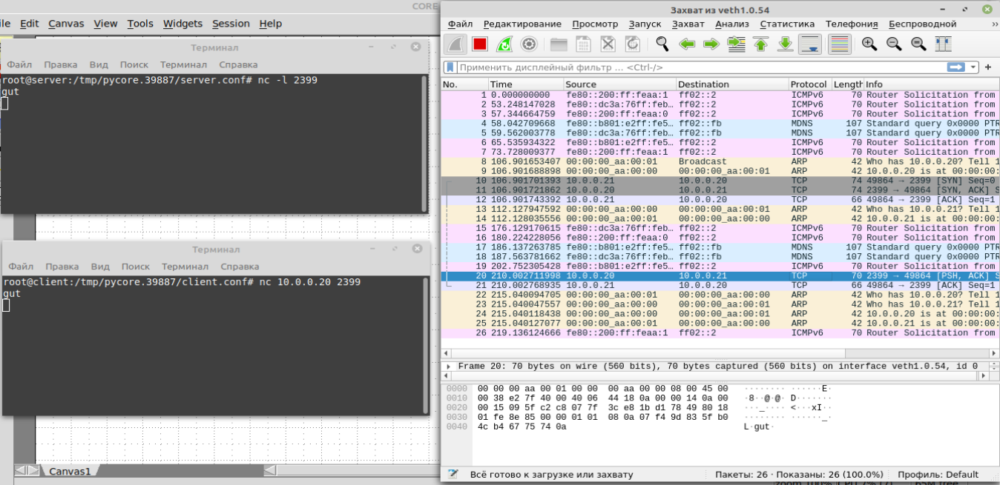 CORE
ile Edit Canvas View Tools Widgets Session Help
Терминал
Файл Правка Вид Поиск Терминал Справка
root@server:/tmp/pycore.39887/server.conf# nc -l 2399
gut
Терминал
Файл Правка Вид Поиск Терминал Справка
root@client:/tmp/pycore.39887/client.conf# nc 10.0.0.20 2399
gut
Canvas1
Захват из veth1.0.54
Файл Редактирование Просмотр Запуск Захват Анализ Статистика Телефония Беспроводной »
Применить дисплейный фильтр ... <Ctrl-/>
No. Time Source Destination Protocol Length Info
1 0.000000000 fe80::200:ff:feaa:1 ff02::2 ICMPv6 70 Router Solicitation from
2 53.248147028 fe80::dc3a:76ff:feb… ff02::2 ICMPv6 70 Router Solicitation from
3 57.344664759 fe80::200:ff:feaa:0 ff02::2 ICMPv6 70 Router Solicitation from
4 58.042709668 fe80::b801:e2ff:fe5… ff02::fb MDNS 107 Standard query 0x0000 PTR
5 59.562003778 fe80::dc3a:76ff:feb… ff02::fb MDNS 107 Standard query 0x0000 PTR
6 65.535934322 fe80::b801:e2ff:fe5… ff02::2 ICMPv6 70 Router Solicitation from
7 73.728009377 fe80::200:ff:feaa:1 ff02::2 ICMPv6 70 Router Solicitation from
8 106.901653407 00:00:00_aa:00:01 Broadcast ARP 42 Who has 10.0.0.20? Tell 1
9 106.901688898 00:00:00_aa:00:00 00:00:00_aa:00:01 ARP 42 10.0.0.20 is at 00:00:00:
10 106.901701393 10.0.0.21 10.0.0.20 TCP 74 49864 → 2399 [SYN] Seq=0
11 106.901721862 10.0.0.20 10.0.0.21 TCP 74 2399 → 49864 [SYN, ACK] S
12 106.901743392 10.0.0.21 10.0.0.20 TCP 66 49864 → 2399 [ACK] Seq=1
13 112.127947592 00:00:00_aa:00:00 00:00:00_aa:00:01 ARP 42 Who has 10.0.0.21? Tell 1
14 112.128035556 00:00:00_aa:00:01 00:00:00_aa:00:00 ARP 42 10.0.0.21 is at 00:00:00:
15 176.129170615 fe80::dc3a:76ff:feb… ff02::2 ICMPv6 70 Router Solicitation from
16 180.224228056 fe80::200:ff:feaa:0 ff02::2 ICMPv6 70 Router Solicitation from
17 186.137263785 fe80::b801:e2ff:fe5… ff02::fb MDNS 107 Standard query 0x0000 PTR
18 187.563781662 fe80::dc3a:76ff:feb… ff02::fb MDNS 107 Standard query 0x0000 PTR
19 202.752305428 fe80::b801:e2ff:fe5… ff02::2 ICMPv6 70 Router Solicitation from
20 210.002711998 10.0.0.20 10.0.0.21 TCP 70 2399 → 49864 [PSH, ACK] S
21 210.002768935 10.0.0.21 10.0.0.20 TCP 66 49864 → 2399 [ACK] Seq=1
22 215.040094705 00:00:00_aa:00:01 00:00:00_aa:00:00 ARP 42 Who has 10.0.0.20? Tell 1
23 215.040047557 00:00:00_aa:00:00 00:00:00_aa:00:01 ARP 42 Who has 10.0.0.21? Tell 1
24 215.040118438 00:00:00_aa:00:00 00:00:00_aa:00:01 ARP 42 10.0.0.20 is at 00:00:00:
25 215.040127077 00:00:00_aa:00:01 00:00:00_aa:00:00 ARP 42 10.0.0.21 is at 00:00:00:
26 219.136124666 fe80::200:ff:feaa:1 ff02::2 ICMPv6 70 Router Solicitation from
Frame 20: 70 bytes on wire (560 bits), 70 bytes captured (560 bits) on interface veth1.0.54, id 0
0000 00 00 00 aa 00 01 00 00 00 aa 00 00 08 00 45 00 ········ ······E·
0010 00 38 e2 7f 40 00 40 06 44 18 0a 00 00 14 0a 00 ·8··@·@· D·······
0020 00 15 09 5f c2 c8 07 7f 3c e8 1b d1 78 49 80 18 ···_···· <···xI··
0030 01 fe 8e 85 00 00 01 01 08 0a 07 f4 9d 83 5f b0 ········ ······_·
0040 4c b4 67 75 74 0a L·gut·
Всё готово к загрузке или захвату Пакеты: 26 · Показаны: 26 (100.0%) Профиль: Default